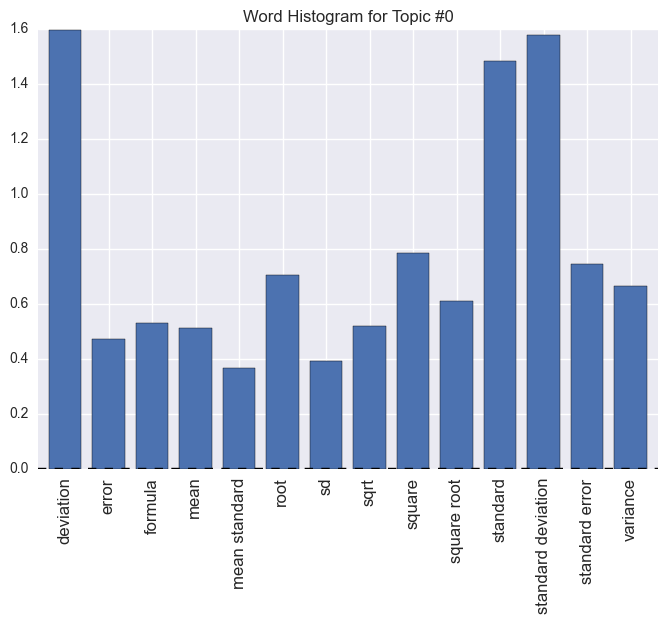 Word Histogram for Topic #0
1.6
1.4
1.2
1.0
0.8
0.6
0.4
0.2
0.0
deviation
error
formula
mean
mean standard
root
sd
sqrt
square
square root
standard
standard deviation
standard error
variance